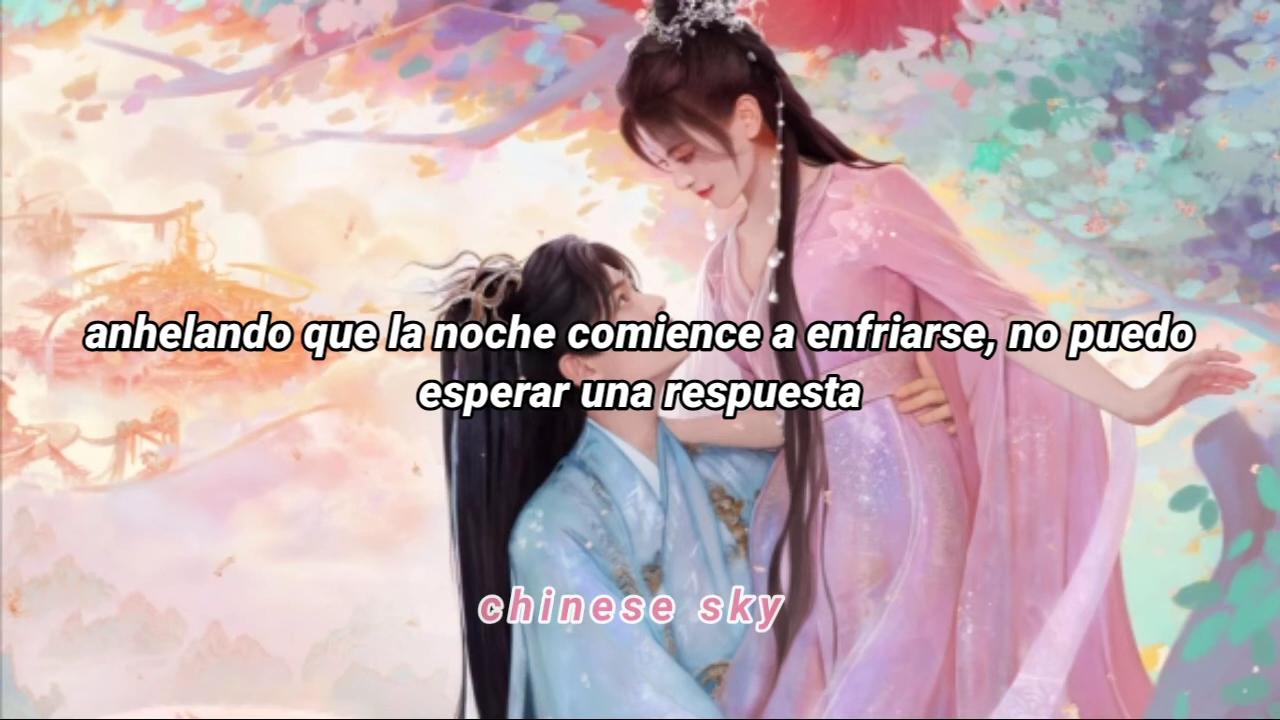 anhelando que la noche comience a enfriarse, no puedo
esperar una respuesta
chinese sky